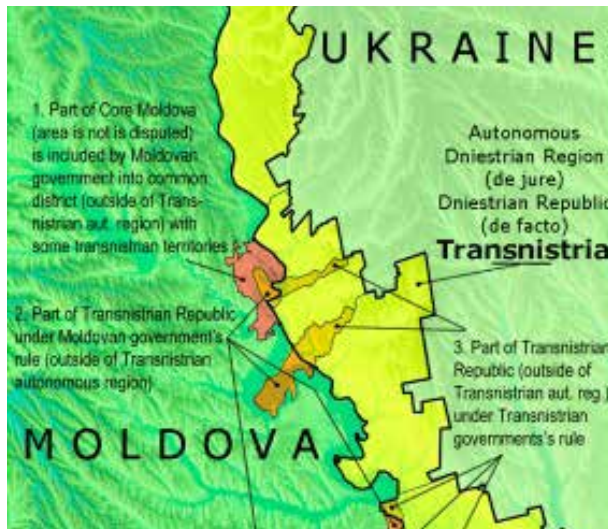 UKRAINE
1. Part of Core Moldova
(area is not is disputed)
is included by Moldovan
government into common
district (outside of Trans-
nistrian aut. region) with
some transnistrian territories
Autonomous
Dniestrian Region
(de jure)
Dniestrian Republic
(de facto)
Transnistria
2. Part of Transnistrian Republic
under Moldovan government's
rule (outside of Transnistrian
autonomous region)
3. Part of Transnistrian
Republic (outside of
Transnistrian aut. reg.)
under Transnistrian
governments's rule
MOLDOVA